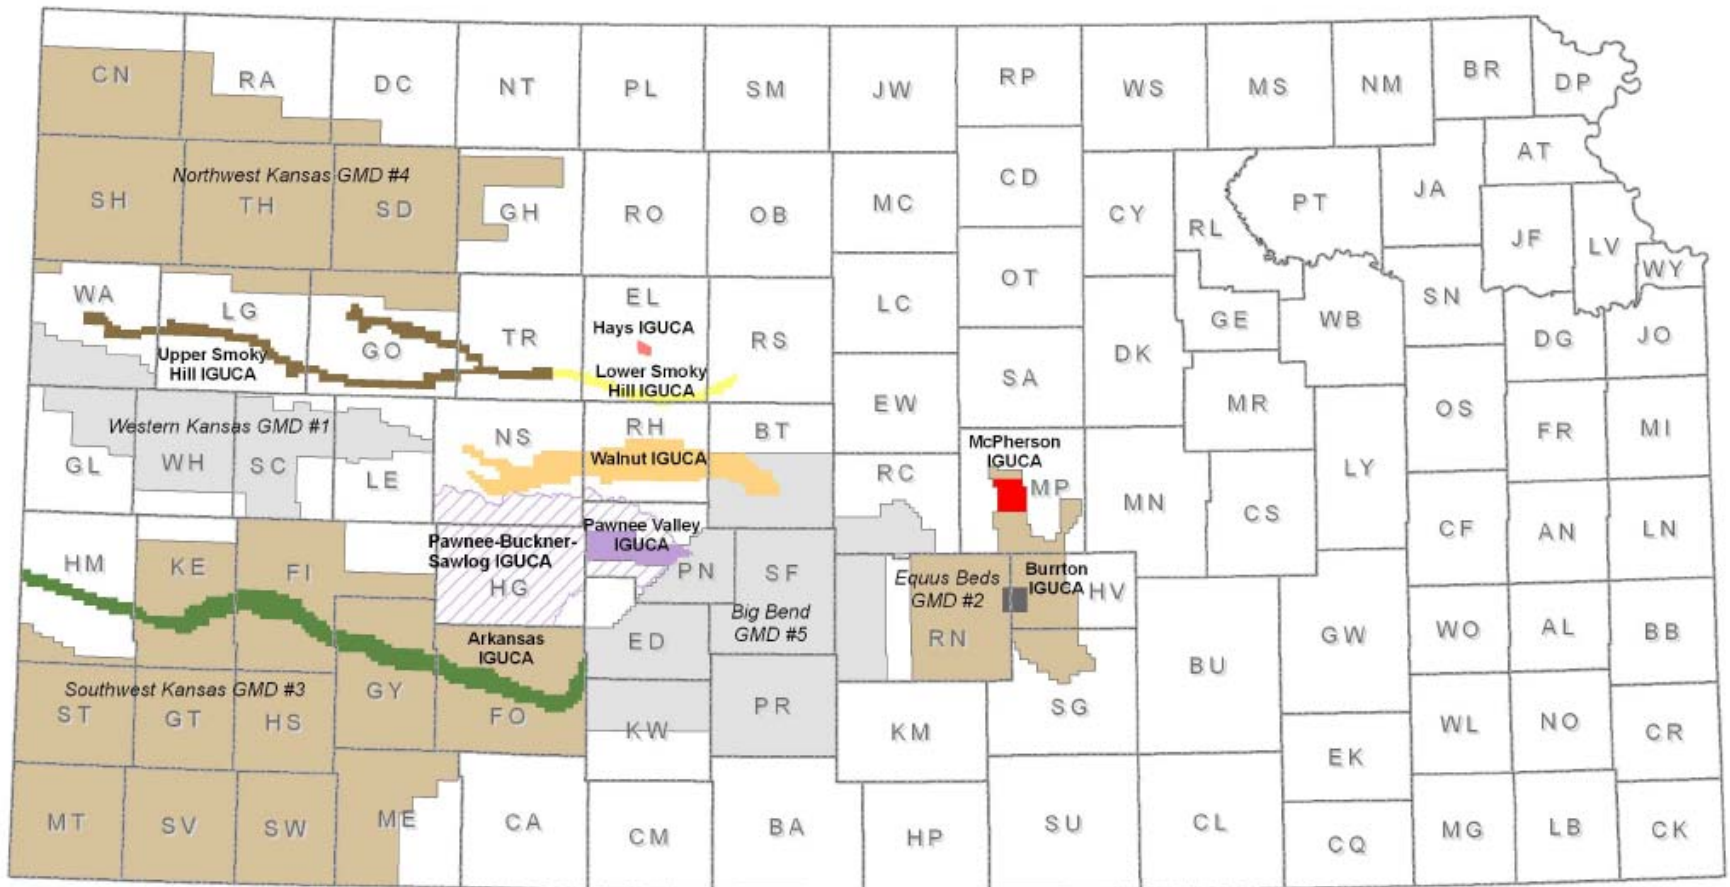 CN
RA
DC
NT
PL
SM
JW
RP
WS
MS
NM
BR
DP
AT
Northwest Kansas GMD #4
SH
TH
SD
GH
RO
OB
MC
CD
CY
RL
PT
JA
JF
LV
WY
WA
LG
GO
TR
EL
Hays IGUCA
RS
LC
OT
DK
GE
WB
SN
DG
JO
Upper Smoky
Hill IGUCA
Lower Smoky
Hill IGUCA
EW
SA
MR
OS
FR
MI
Western Kansas GMD #1
GL
WH
SC
LE
NS
RH
BT
Walnut IGUCA
RC
McPherson
IGUCA
MP
MN
CS
LY
CF
AN
LN
HM
KE
FI
Pawnee-Buckner-
Sawlog IGUCA
HG
Pawnee Valley
IGUCA
PN
SF
Big Bend
GMD #5
Equus Beds
GMD #2
RN
Burrton
IGUCA
HV
Arkansas
IGUCA
ED
BU
GW
WO
AL
BB
Southwest Kansas GMD #3
ST
GT
HS
GY
FO
KW
PR
KM
SG
EK
WL
NO
CR
MT
SV
SW
ME
CA
CM
BA
HP
SU
CL
CQ
MG
LB
CK